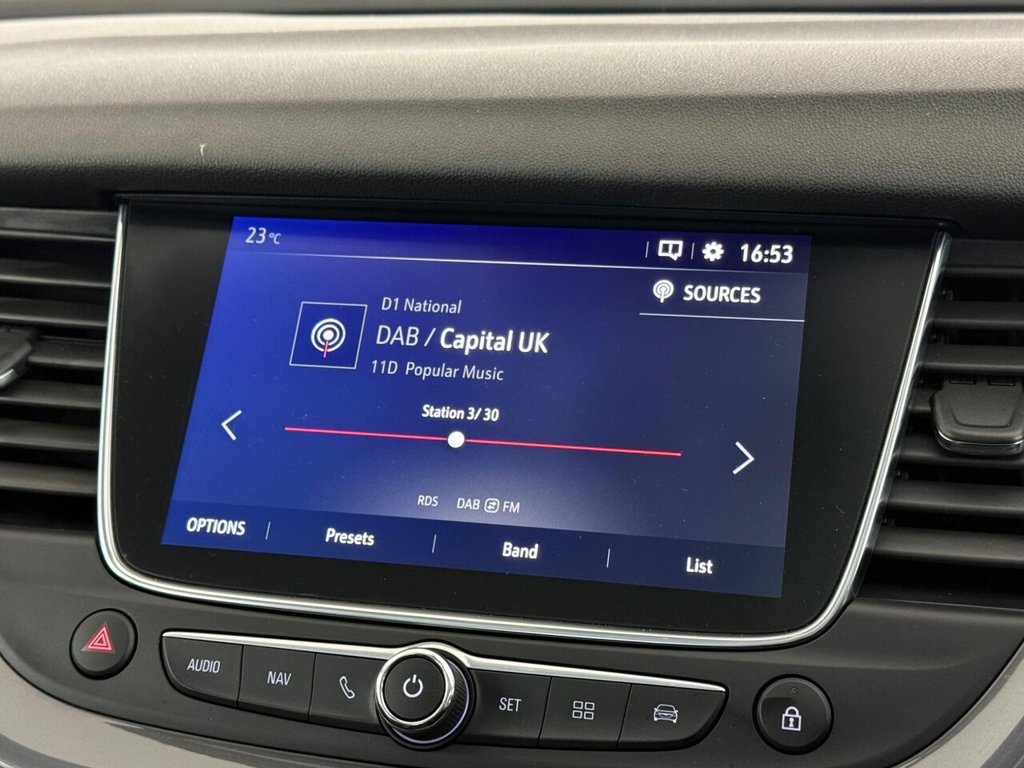 23°C
16:53
SOURCES
D1 National
DAB / Capital UK
11D Popular Music
Station 3/30
RDS DAB FM
OPTIONS Presets Band List
AUDIO NAV SET